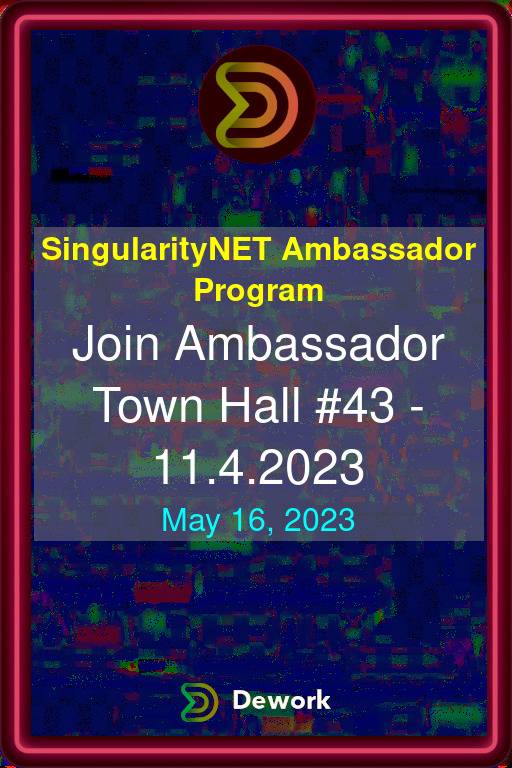 SingularityNET Ambassador
Program
Join Ambassador
Town Hall #43 -
11.4.2023
May 16, 2023
Dework